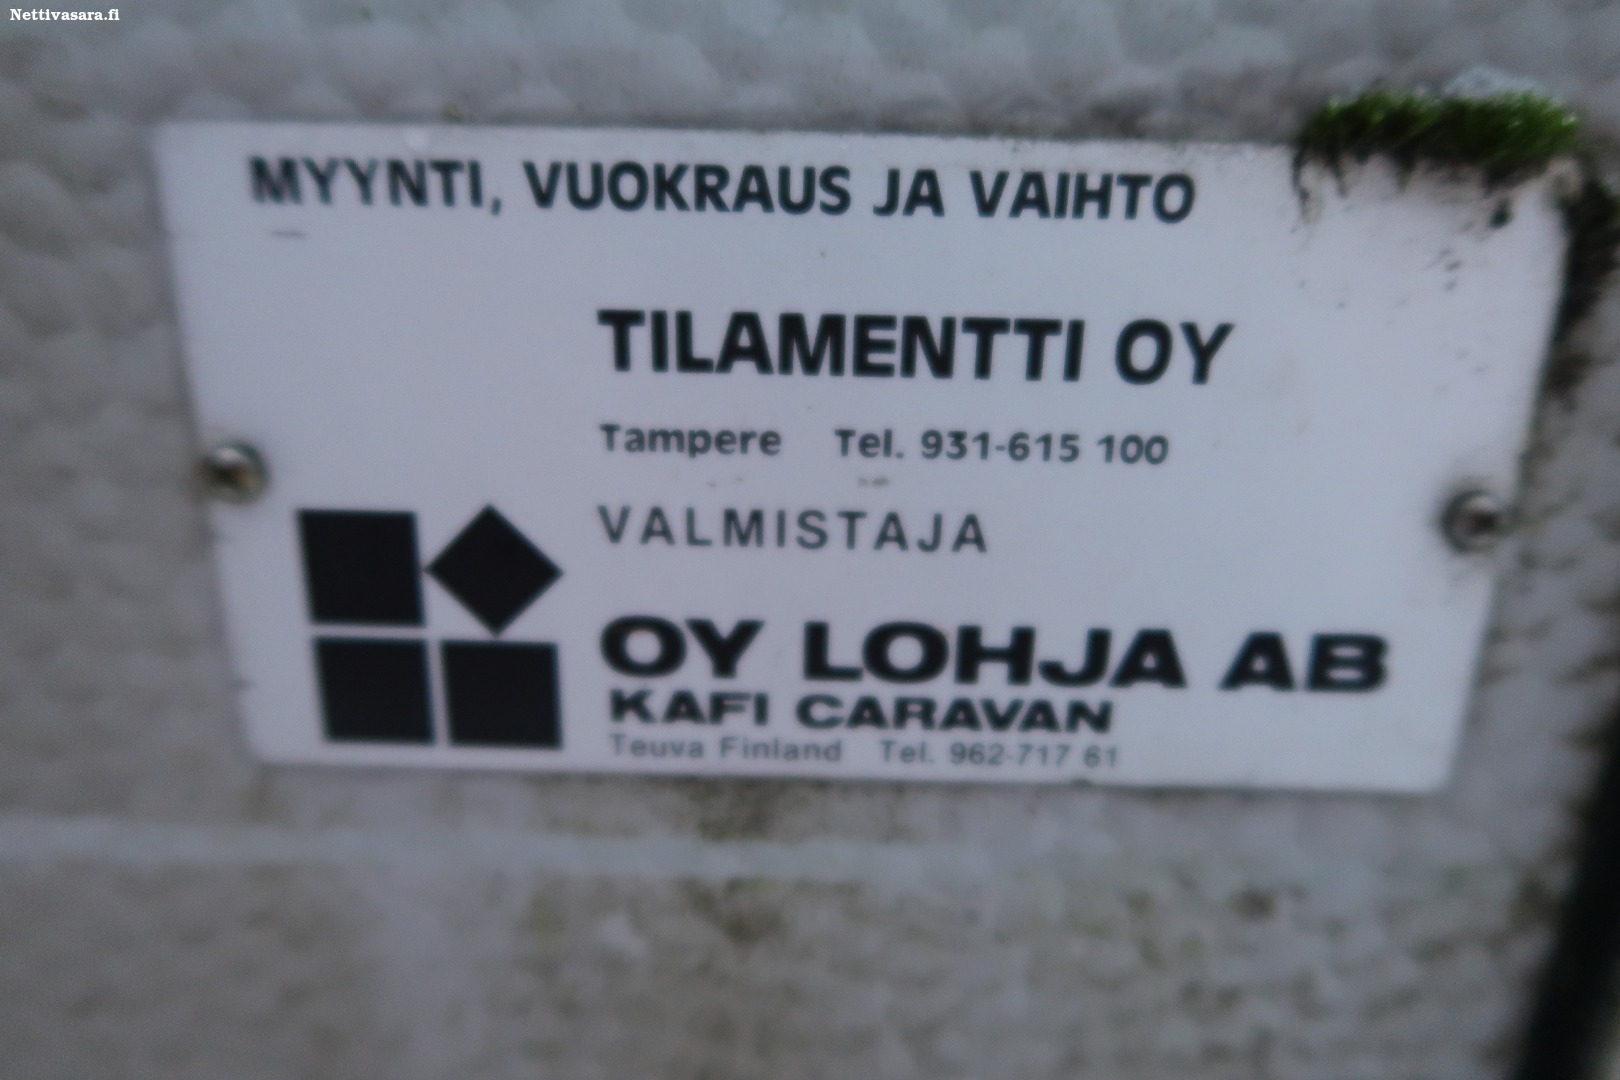 Nettivasara.fi
MYYNTI, VUOKRAUS JA VAIHTO
TILAMENTTI OY
Tampere Tel. 931-615 100
VALMISTAJA
OY LOHJA AB
KAFI CARAVAN
Teuva Finland Tel. 962-717 61